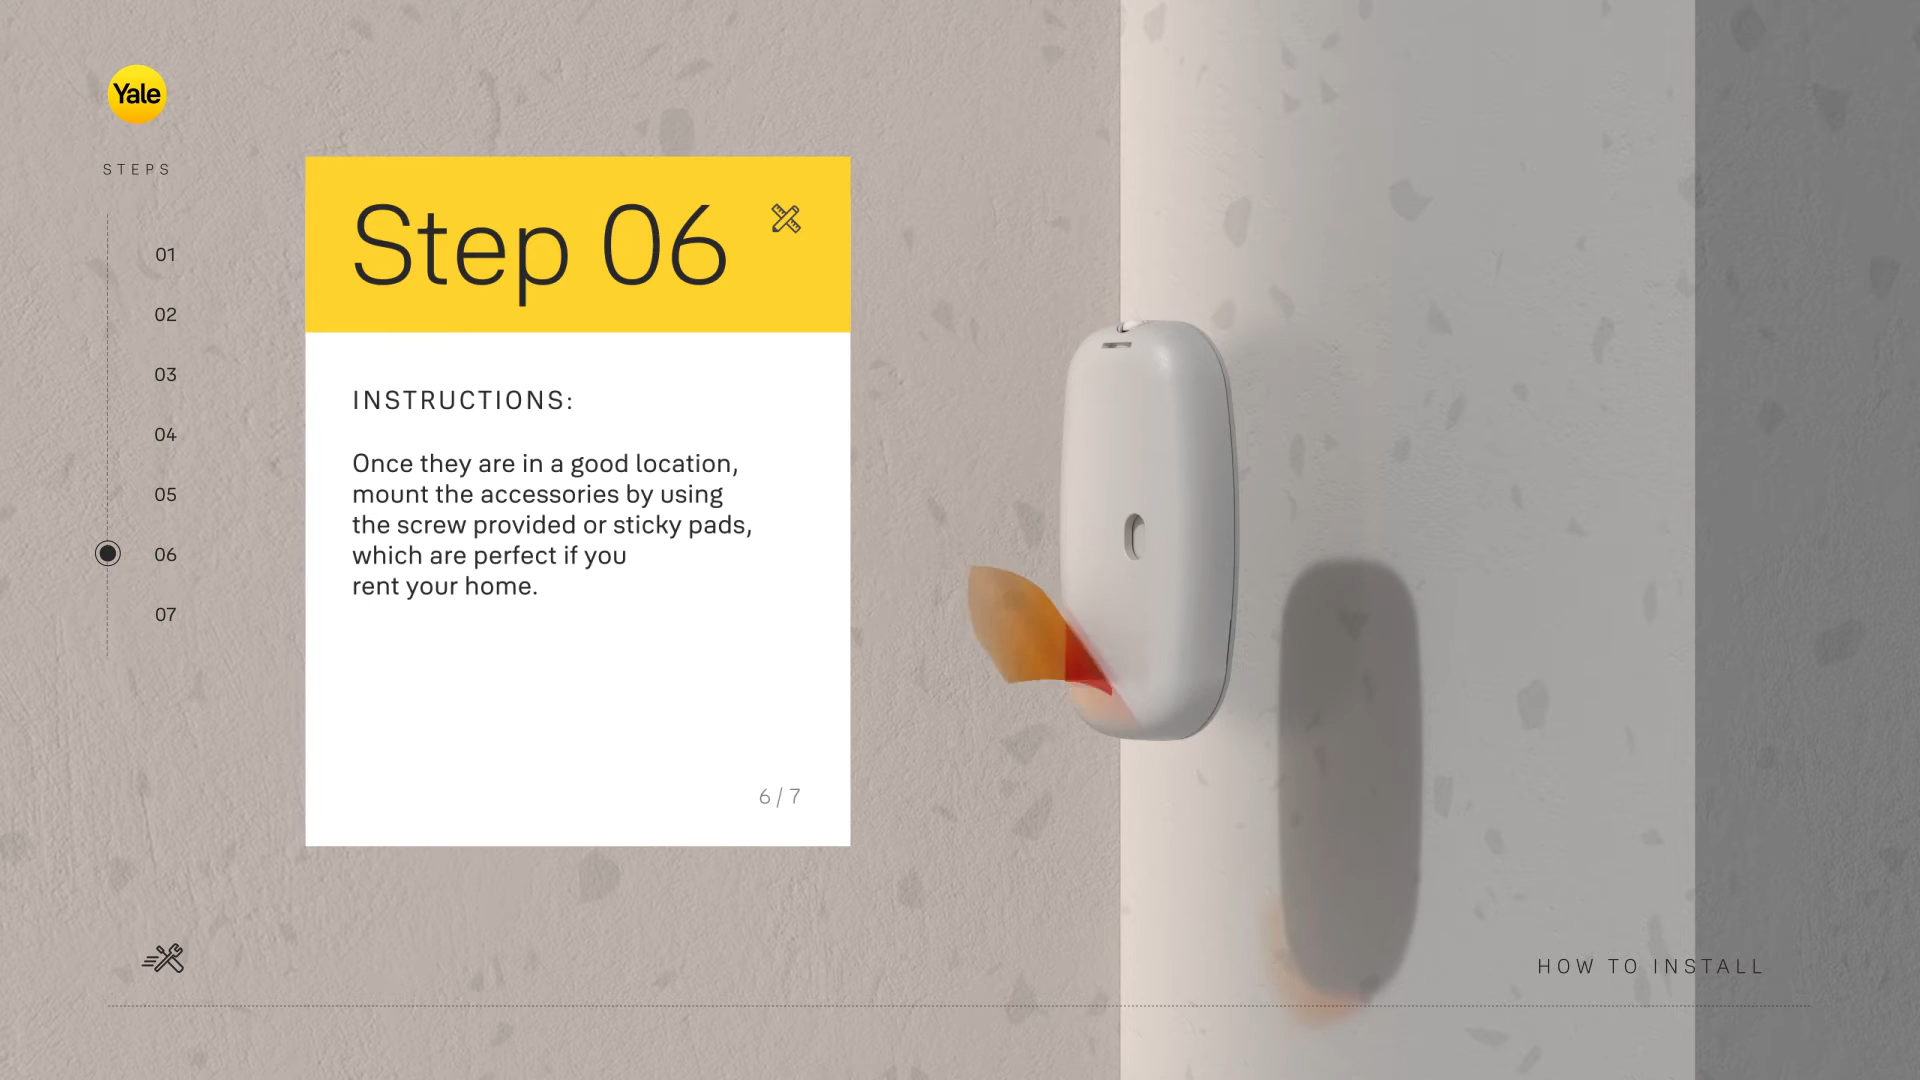 Yale
STEPS
01
02
03
04
05
06
07
Step 06
INSTRUCTIONS:
Once they are in a good location,
mount the accessories by using
the screw provided or sticky pads,
which are perfect if you
rent your home.
6 / 7
HOW TO INSTALL